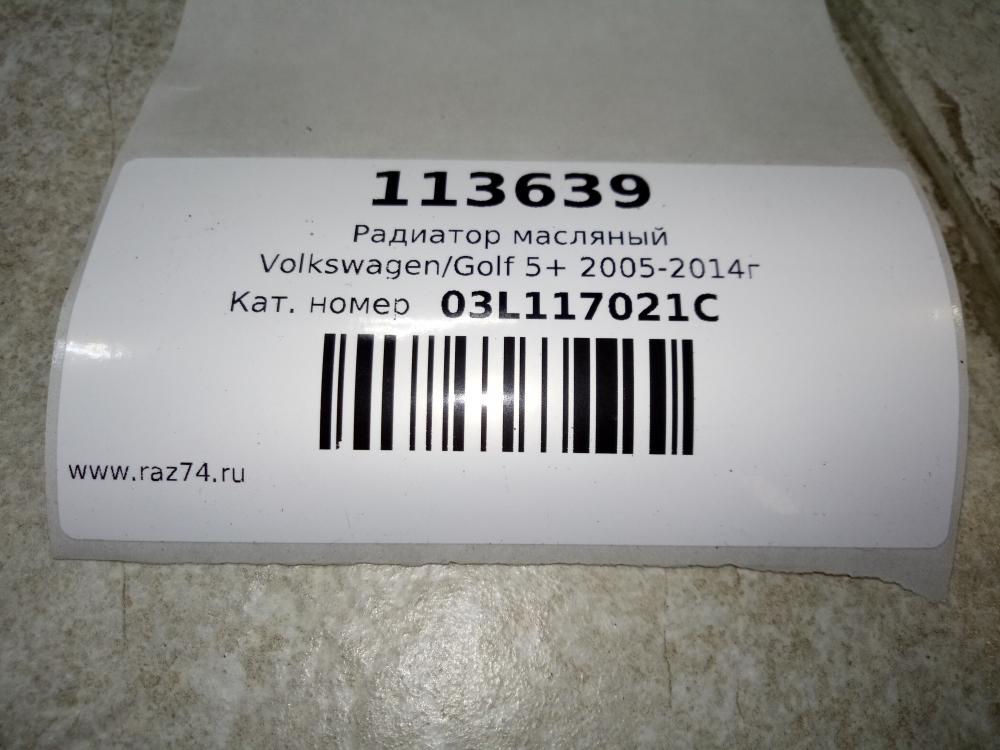 113639
Радиатор масляный
Volkswagen/Golf 5+ 2005-2014г
Кат. номер 03L117021C
www.raz74.ru